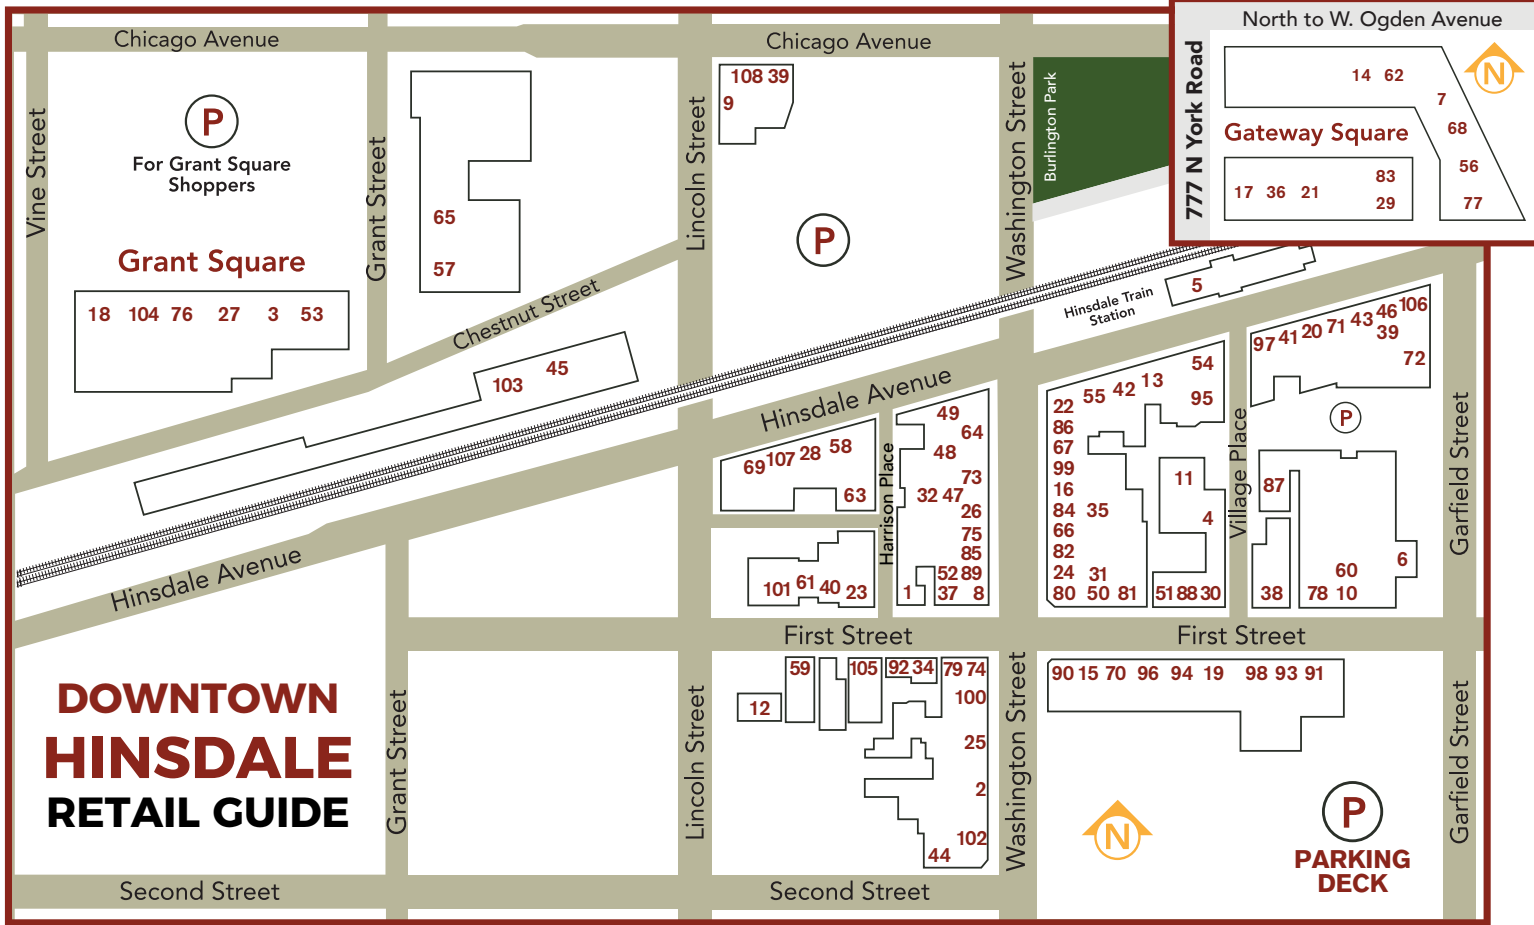 North to W. Ogden Avenue
777 N York Road
14 62
N
7
Gateway Square
68
56
83
17 36 21
29
77
Chicago Avenue
Chicago Avenue
Vine Street
P
For Grant Square
Shoppers
Grant Street
65
57
Lincoln Street
108 39
9
P
Washington Street
Burlington Park
Grant Square
18 104 76 27 3 53
Chestnut Street
103 45
Hinsdale Train
Station
5
Hinsdale Avenue
Hinsdale Avenue
69 107 28 58
63
Harrison Place
49
64
48
73
32 47
26
75
85
52 89
1 37 8
101 61 40 23
54
55 42 13
95
22
86
67
99
16
84 35
66
82
24 31
80 50 81
11
4
51 88 30
Village Place
97 41 20 71 43 46 106
39
72
P
87
38
60
78 10
6
Garfield Street
First Street
First Street
DOWNTOWN
HINSDALE
RETAIL GUIDE
Grant Street
Lincoln Street
12
59
105
92 34
79 74
100
25
2
102
44
Washington Street
90 15 70 96 94 19 98 93 91
N
P
PARKING
DECK
Garfield Street
Second Street
Second Street